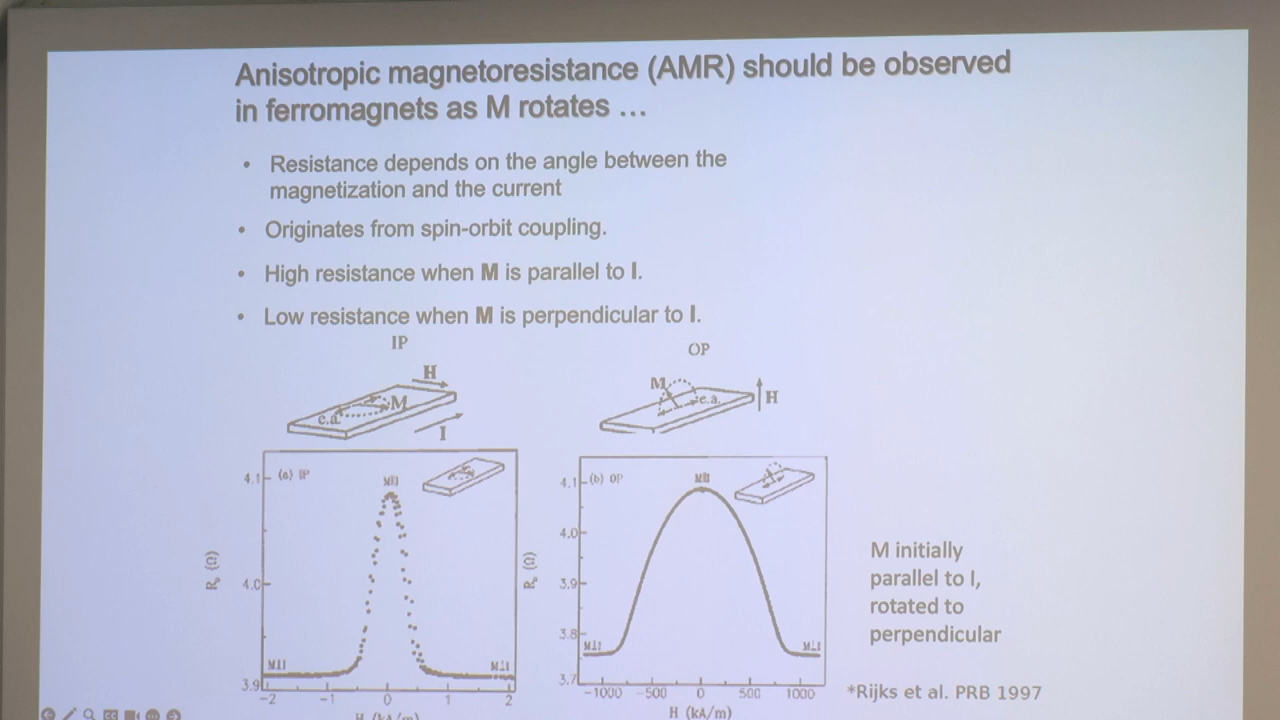 Anisotropic magnetoresistance (AMR) should be observed
in ferromagnets as M rotates ...
• Resistance depends on the angle between the
magnetization and the current
• Originates from spin-orbit coupling.
• High resistance when M is parallel to I.
• Low resistance when M is perpendicular to I.
IP
OP
H
M
e.a.
I
M
e.a.
H
(a) IP
M∥I
4.1
4.0
3.9
R□ (Ω)
M⊥I
M⊥I
-2 -1 0 1 2
H (kA/m)
(b) OP
M∥I
4.1
4.0
3.9
3.8
3.7
M⊥I
M⊥I
-1000 -500 0 500 1000
H (kA/m)
M initially
parallel to I,
rotated to
perpendicular
*Rijks et al. PRB 1997